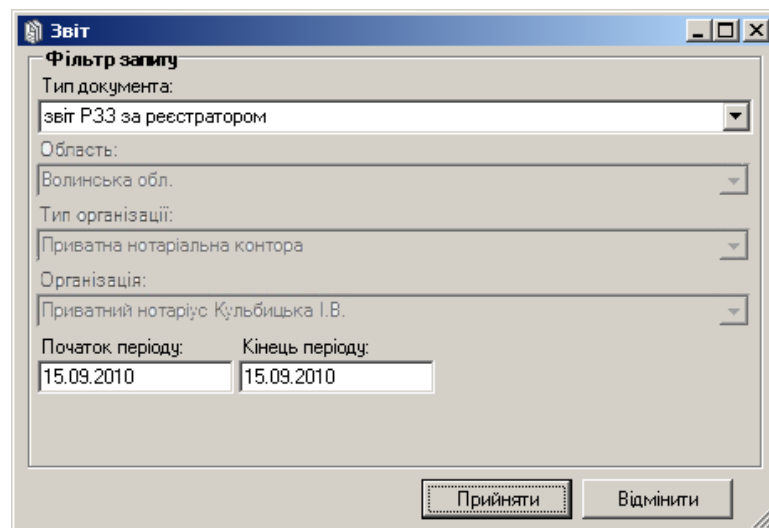 Звіт
Фільтр запиту
Тип документа:
звіт РЗЗ за реєстратором
Область:
Волинська обл.
Тип організації:
Приватна нотаріальна контора
Організація:
Приватний нотаріус Кульбицька І.В.
Початок періоду: Кінець періоду:
15.09.2010 15.09.2010
Прийняти Відмінити